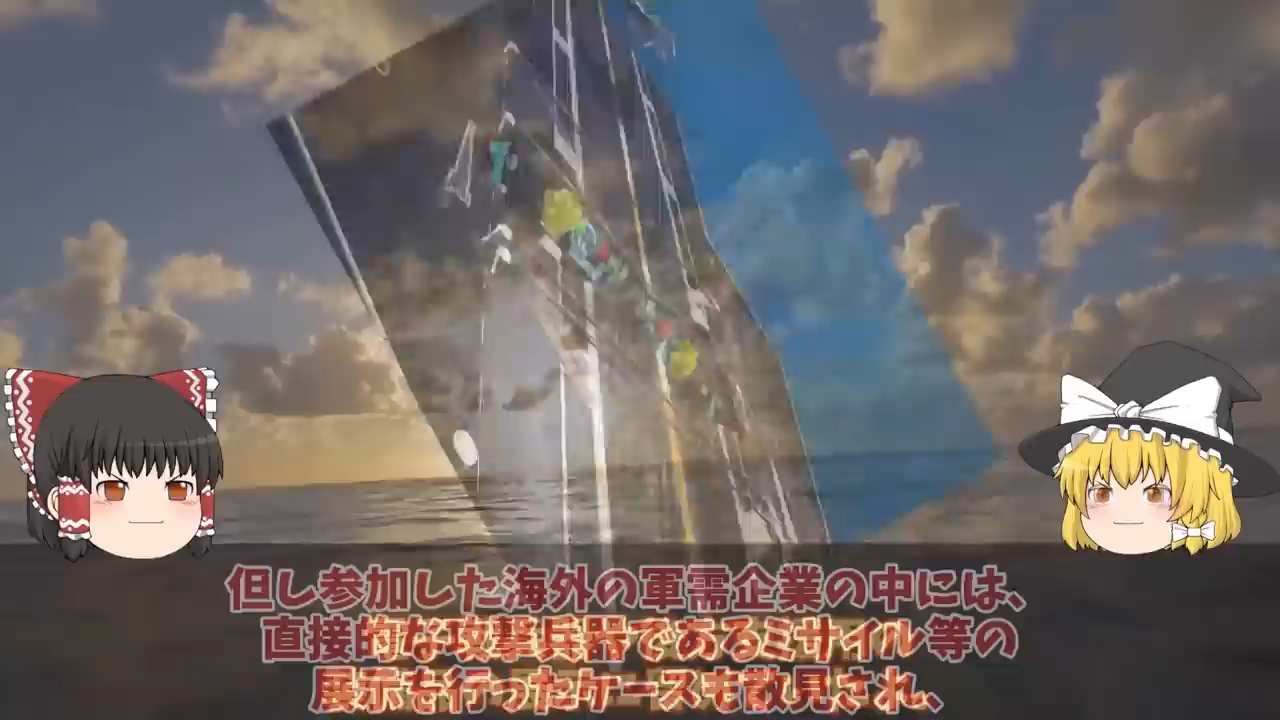 但し参加した海外の軍需企業の中には、
直接的な攻撃兵器であるミサイル等の
展示を行ったケースも散見され、